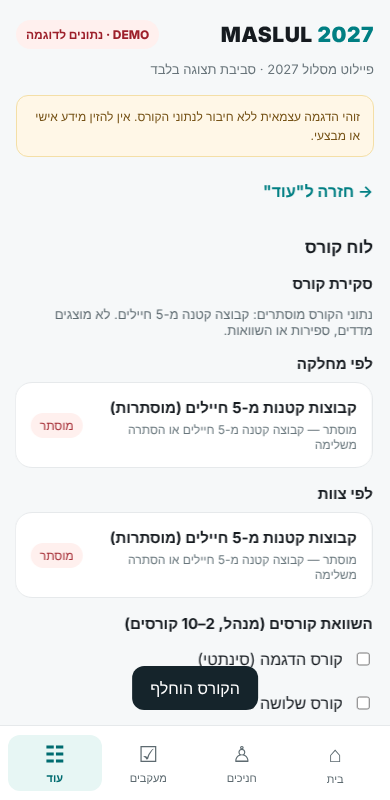 MASLUL 2027
DEMO · נתונים לדוגמה
פיילוט מסלול 2027 · סביבת תצוגה בלבד
זוהי הדגמה עצמאית ללא חיבור לנתוני הקורס. אין להזין מידע אישי
או מבצעי.
→ חזרה ל"עוד"
לוח קורס
סקירת קורס
נתוני הקורס מוסתרים: קבוצה קטנה מ-5 חיילים. לא מוצגים
מדדים, ספירות או השוואות.
לפי מחלקה
קבוצות קטנות מ-5 חיילים (מוסתרות)
מוסתר — קבוצה קטנה מ-5 חיילים או הסתרה
משלימה
מוסתר
לפי צוות
קבוצות קטנות מ-5 חיילים (מוסתרות)
מוסתר — קבוצה קטנה מ-5 חיילים או הסתרה
משלימה
מוסתר
השוואת קורסים (מנהל, 2–10 קורסים)
קורס הדגמה (סינתטי)
קורס שלושה
הקורס הוחלף
בית
חניכים
מעקבים
עוד